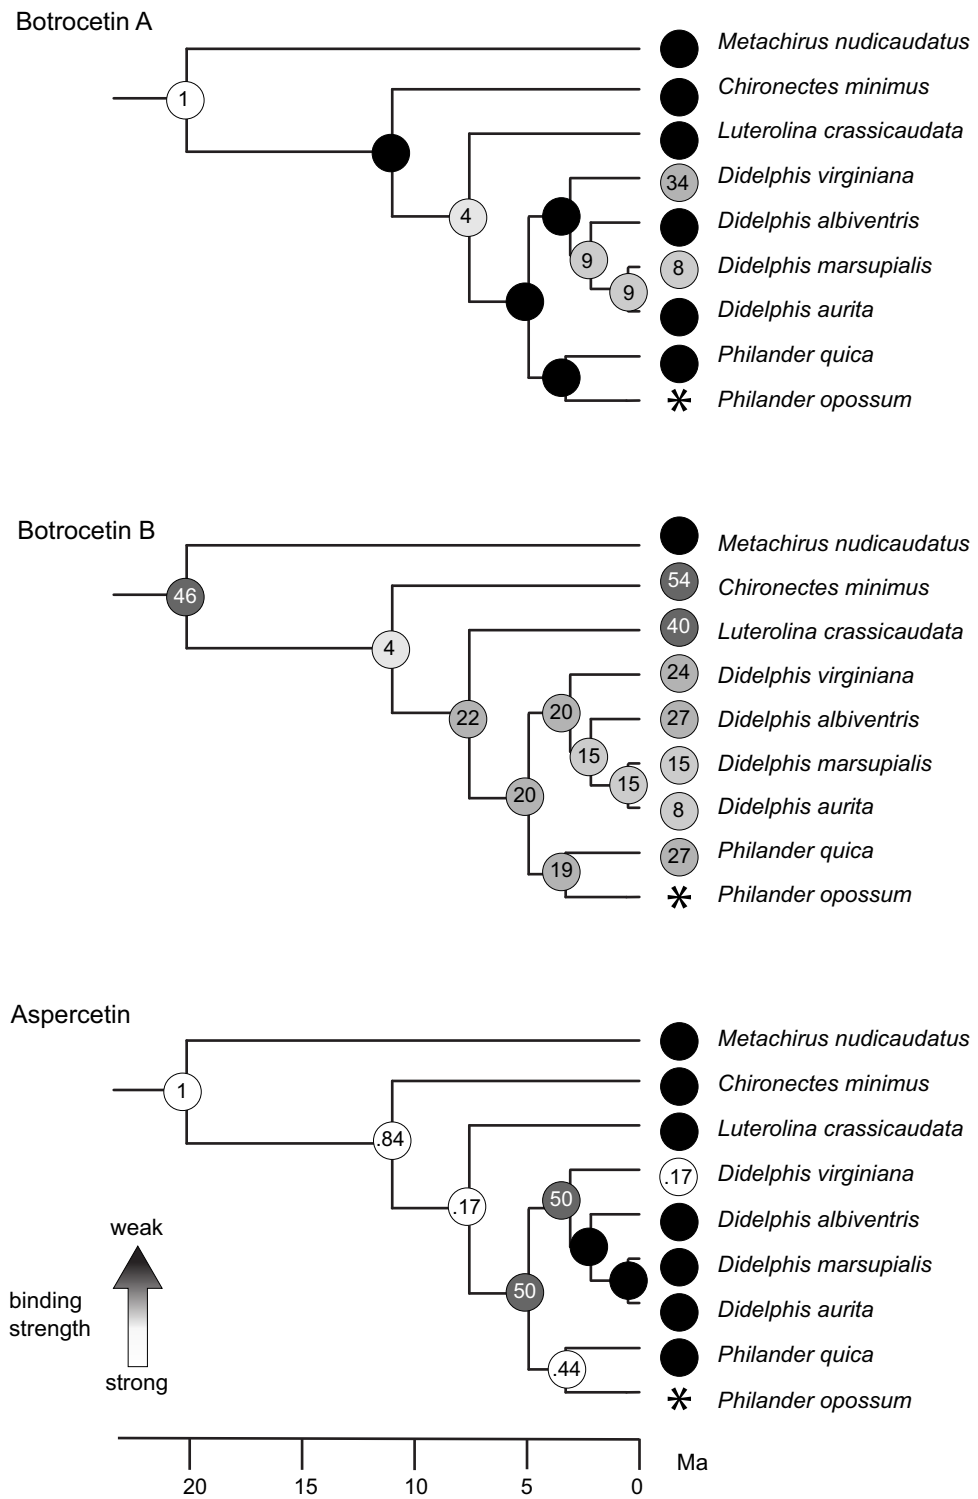 Botrocetin A
Metachirus nudicaudatus
1
Chironectes minimus
Luterolina crassicaudata
4
34 Didelphis virginiana
Didelphis albiventris
9
8 Didelphis marsupialis
9
Didelphis aurita
Philander quica
* Philander opossum
Botrocetin B
Metachirus nudicaudatus
46
54 Chironectes minimus
4
40 Luterolina crassicaudata
22
24 Didelphis virginiana
20
27 Didelphis albiventris
15
15 Didelphis marsupialis
15
20
8 Didelphis aurita
27 Philander quica
19
* Philander opossum
Aspercetin
Metachirus nudicaudatus
1
Chironectes minimus
.84
Luterolina crassicaudata
.17
.17 Didelphis virginiana
50
Didelphis albiventris
Didelphis marsupialis
50
Didelphis aurita
Philander quica
.44
* Philander opossum
weak
binding
strength
strong
20 15 10 5 0 Ma